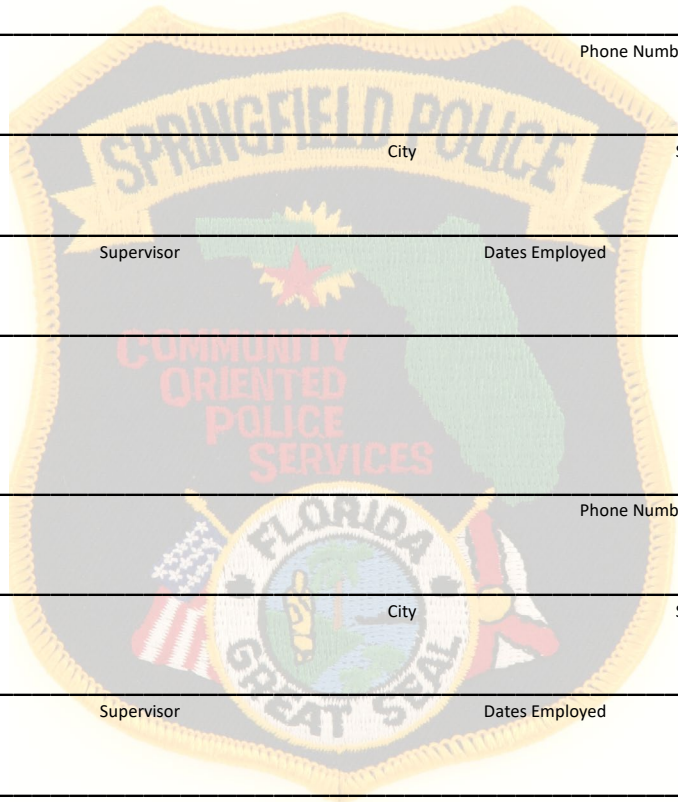 Phone Numb
SPRINGFIELD POLICE
City
S
Supervisor
Dates Employed
COMMUNITY
ORIENTED
POLICE
SERVICES
Phone Numb
FLORIDA
City
S
GREAT SEAL
Supervisor
Dates Employed